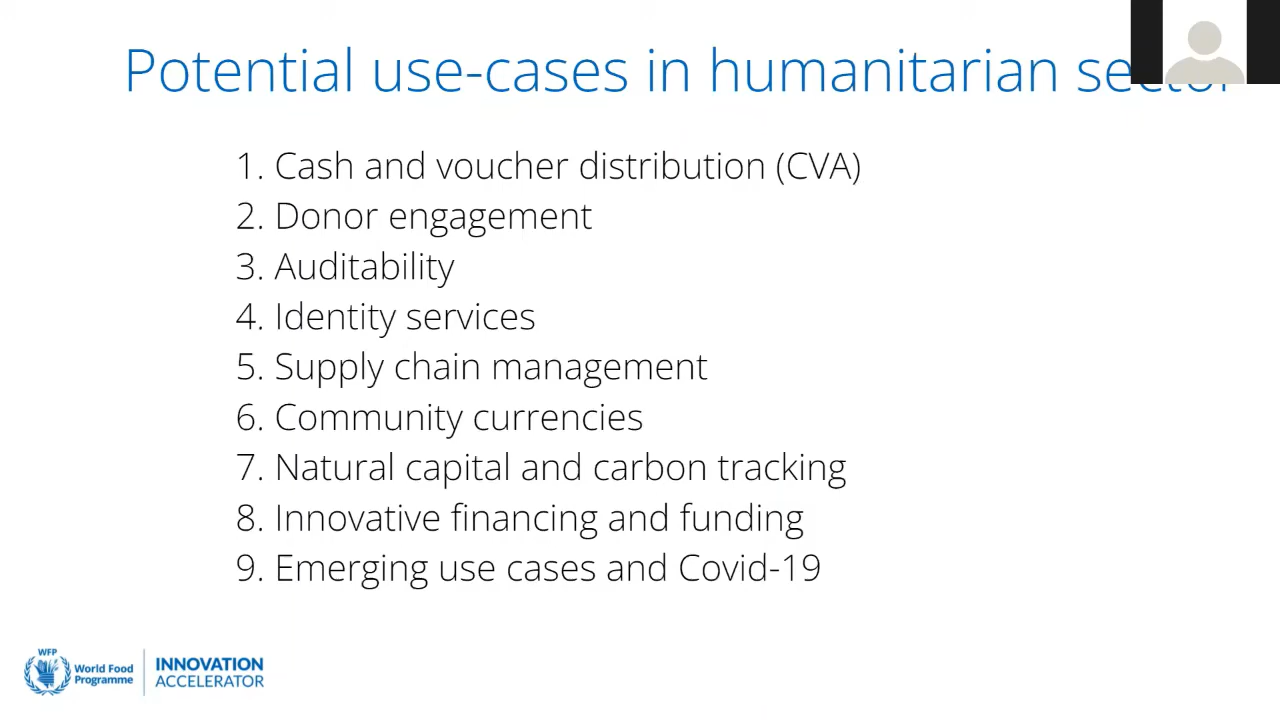 Potential use-cases in humanitarian sector
1. Cash and voucher distribution (CVA)
2. Donor engagement
3. Auditability
4. Identity services
5. Supply chain management
6. Community currencies
7. Natural capital and carbon tracking
8. Innovative financing and funding
9. Emerging use cases and Covid-19
WFP
World Food
Programme
INNOVATION
ACCELERATOR